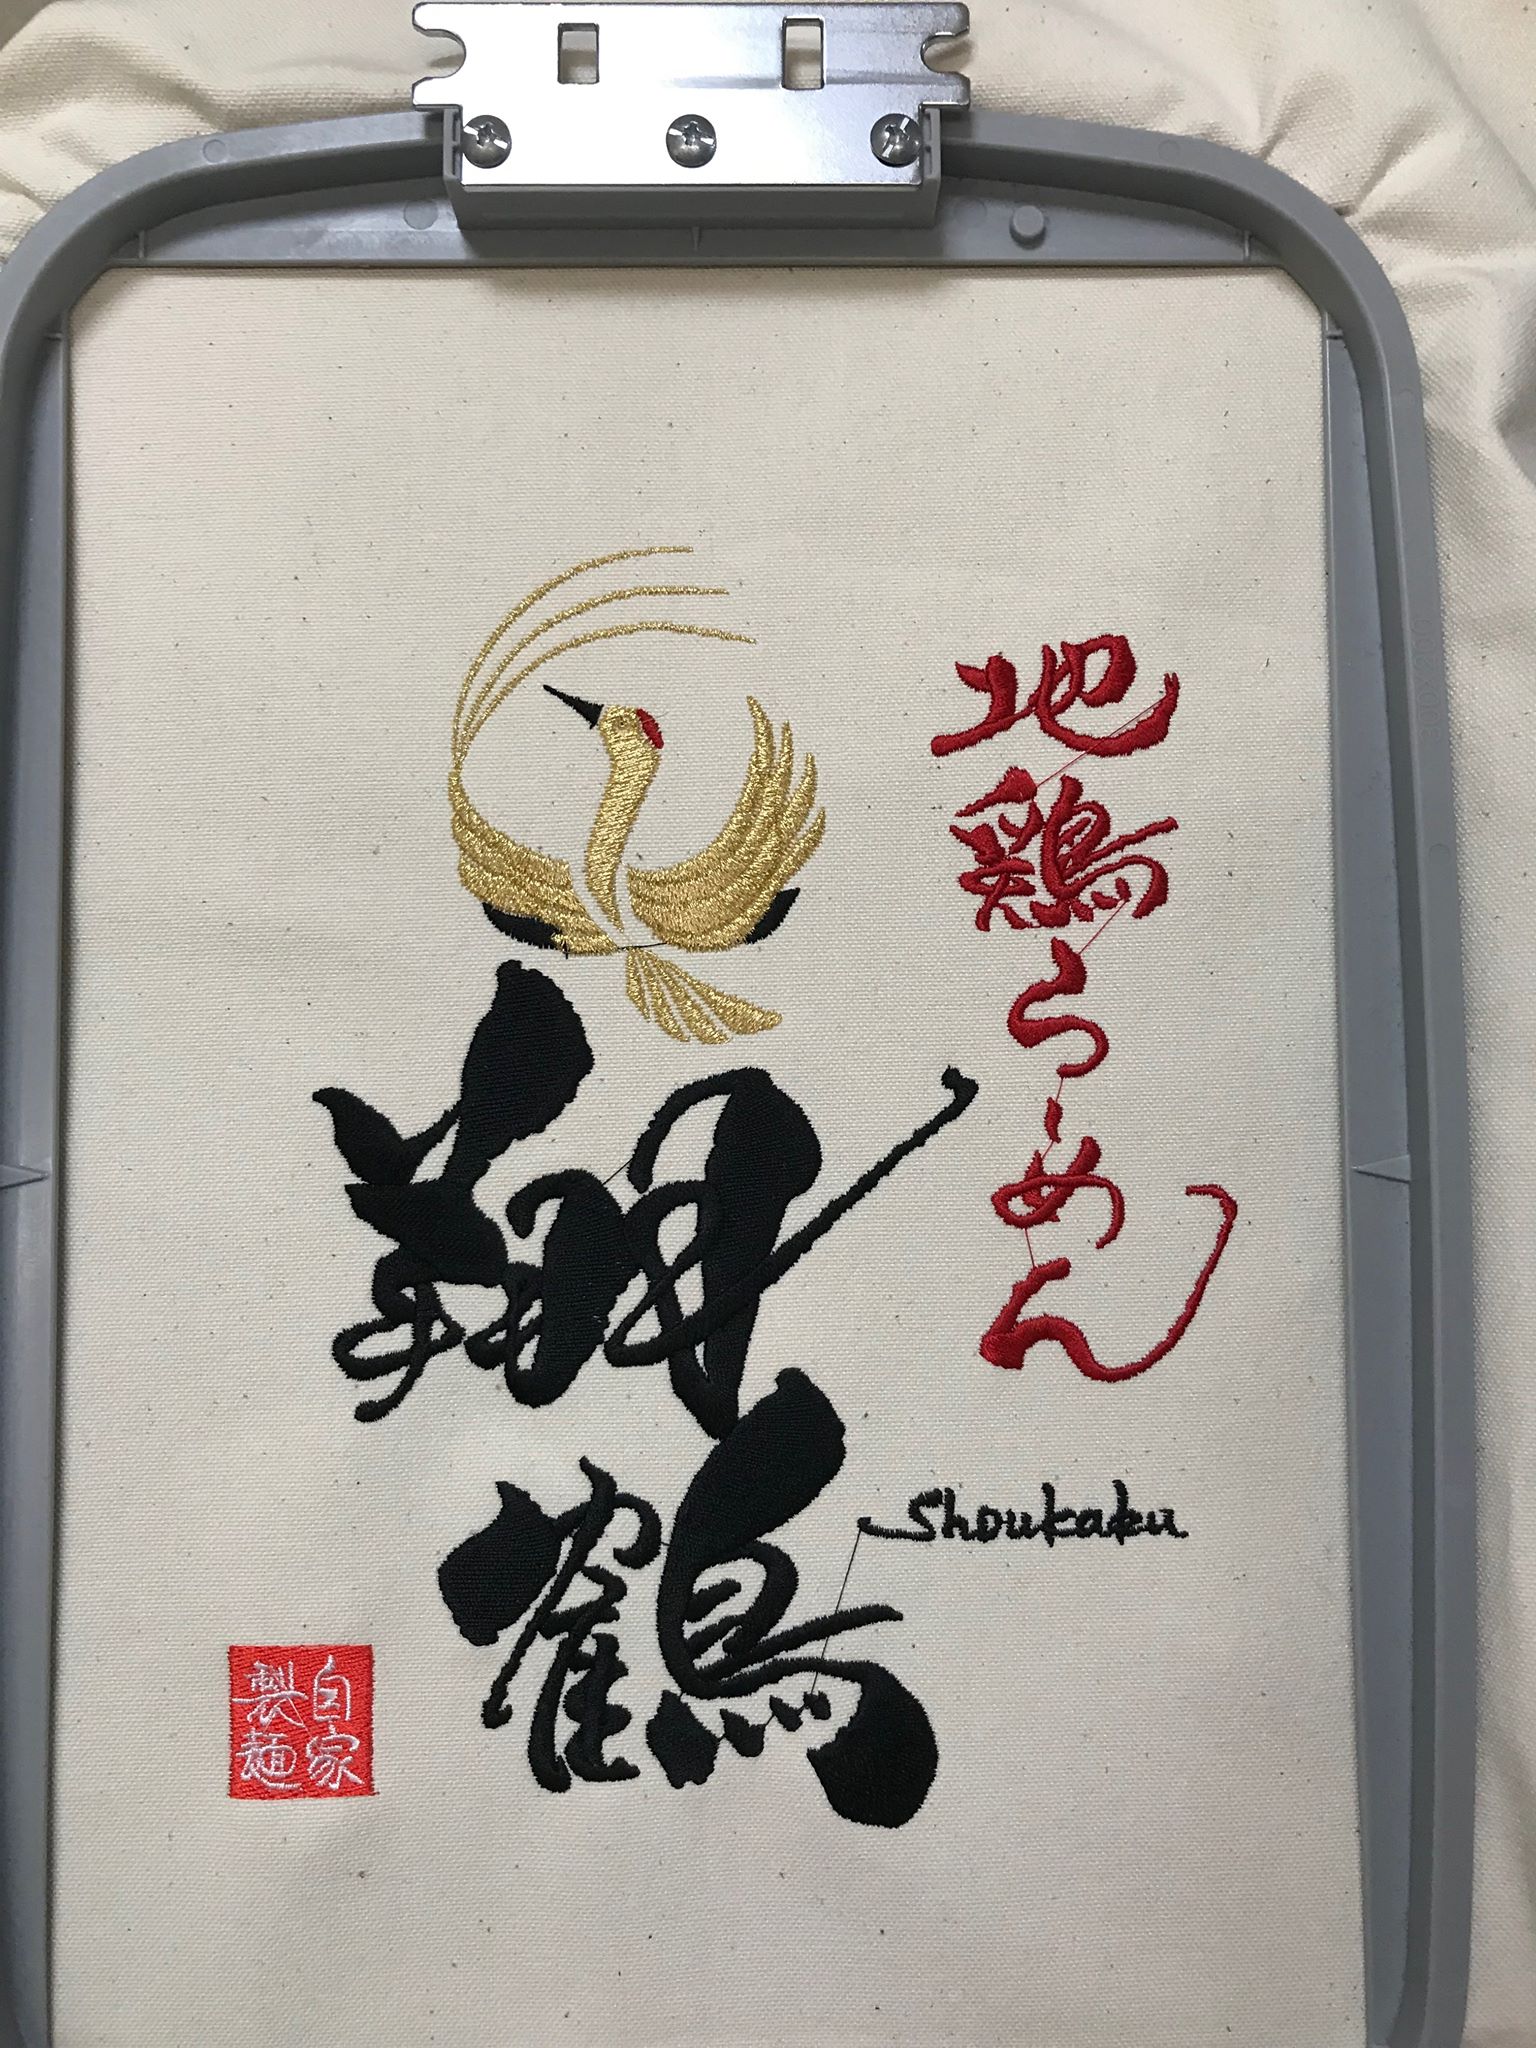 地鶏らーめん
翔鶴
Shoukaku
自家
製麺